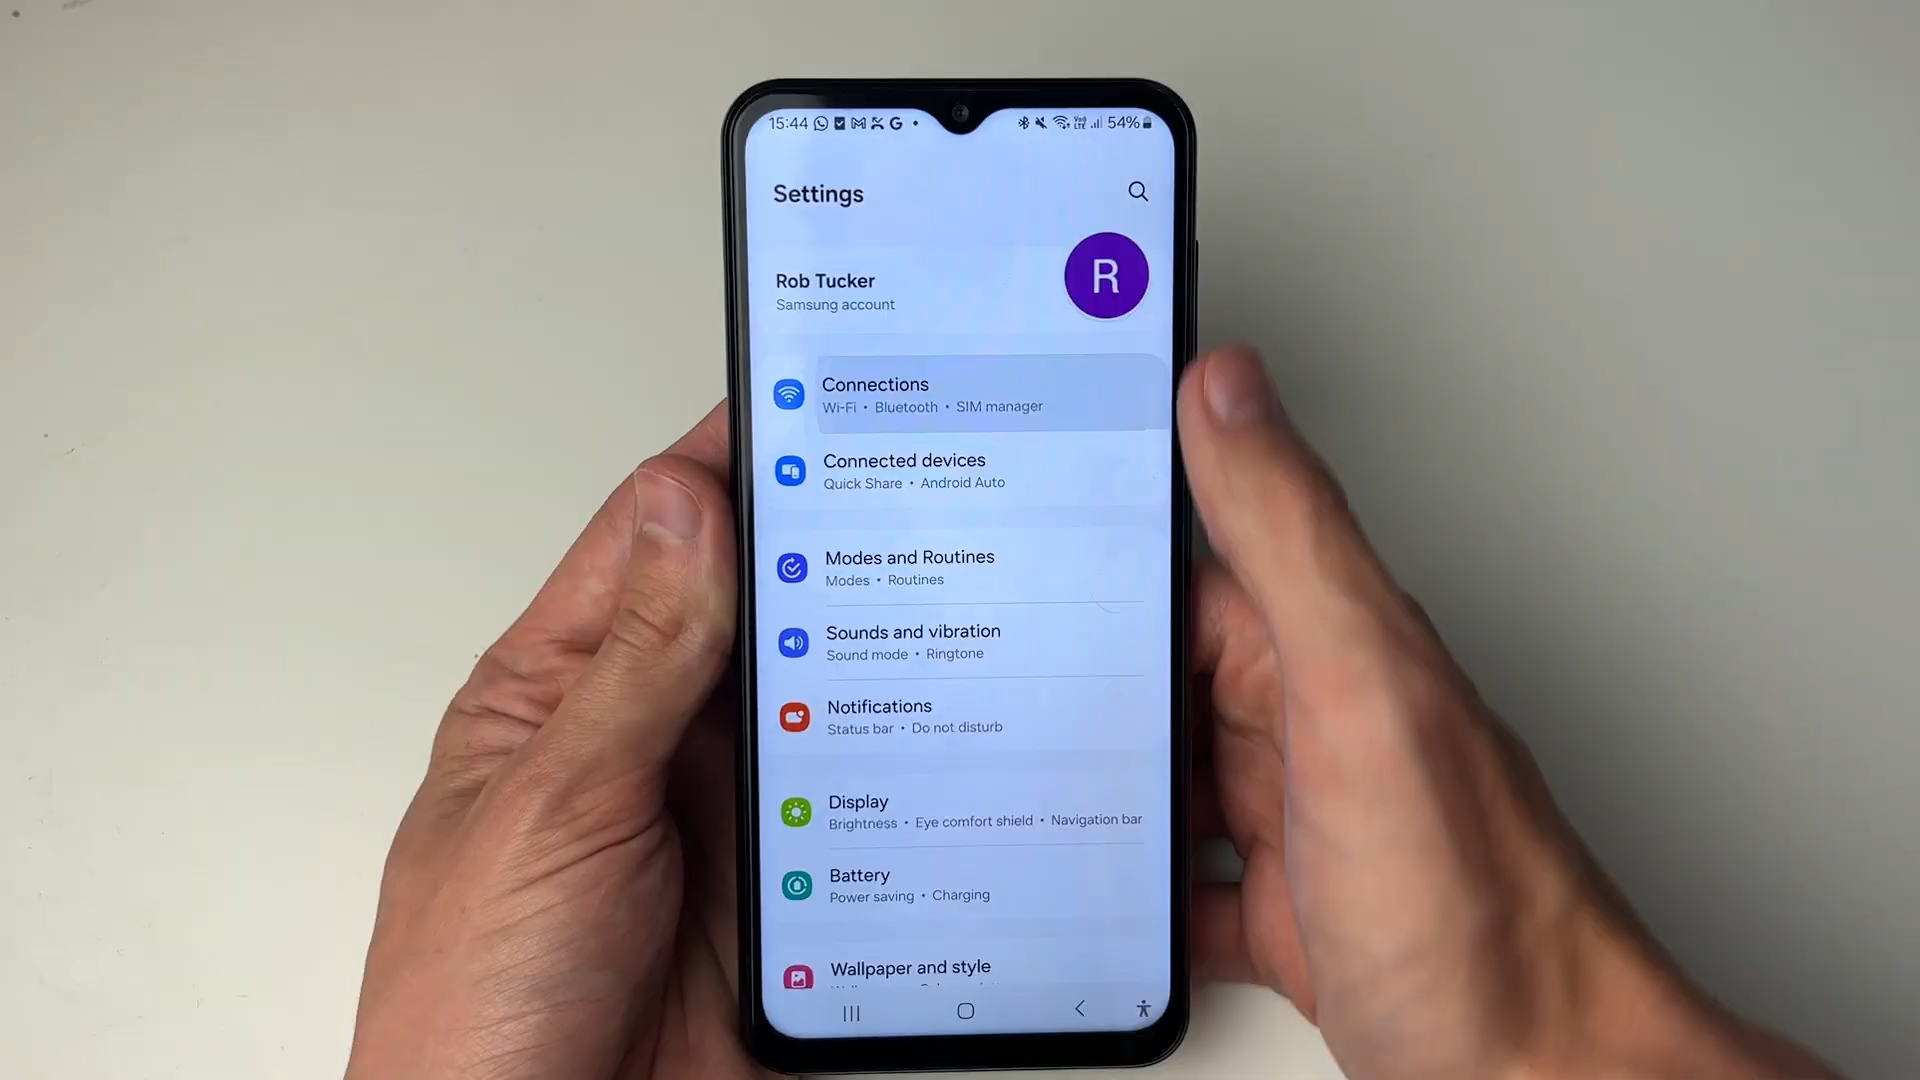 15:44
54%
Settings
Rob Tucker
Samsung account
R
Connections
Wi-Fi • Bluetooth • SIM manager
Connected devices
Quick Share • Android Auto
Modes and Routines
Modes • Routines
Sounds and vibration
Sound mode • Ringtone
Notifications
Status bar • Do not disturb
Display
Brightness • Eye comfort shield • Navigation bar
Battery
Power saving • Charging
Wallpaper and style